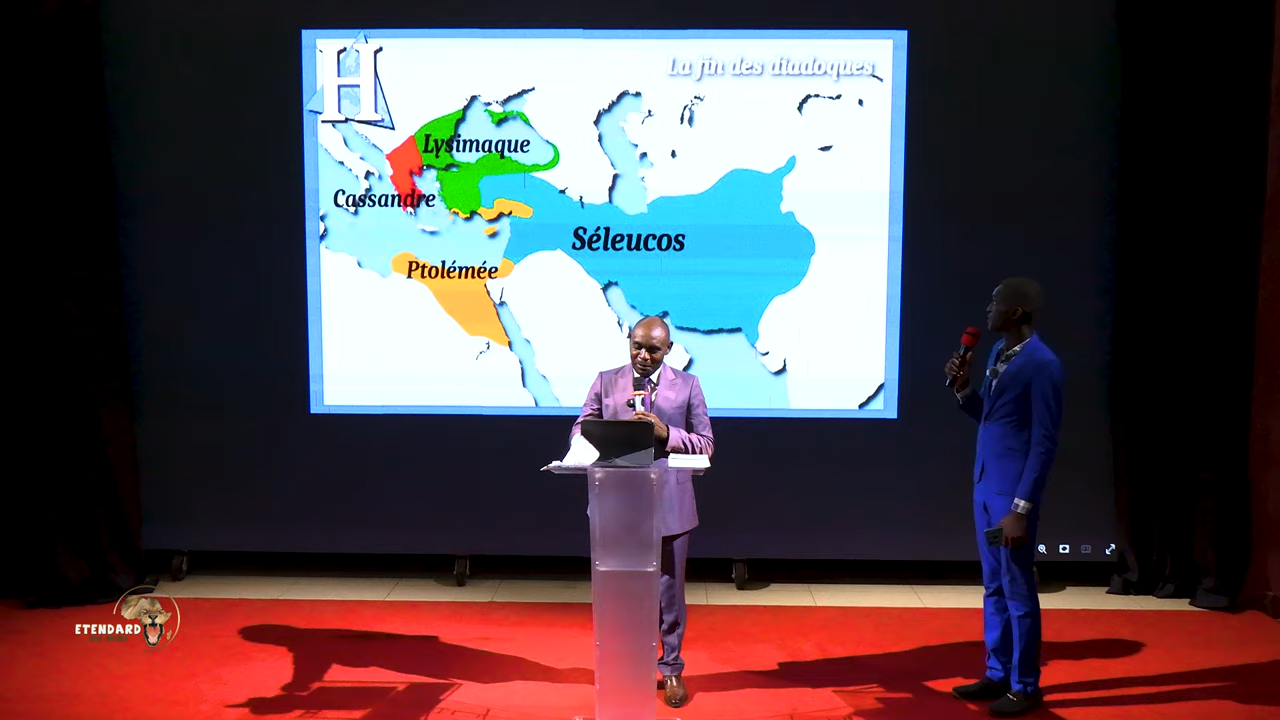 H
La fin des diadoques
Lysimaque
Cassandre
Séleucos
Ptolémée
ETENDARD